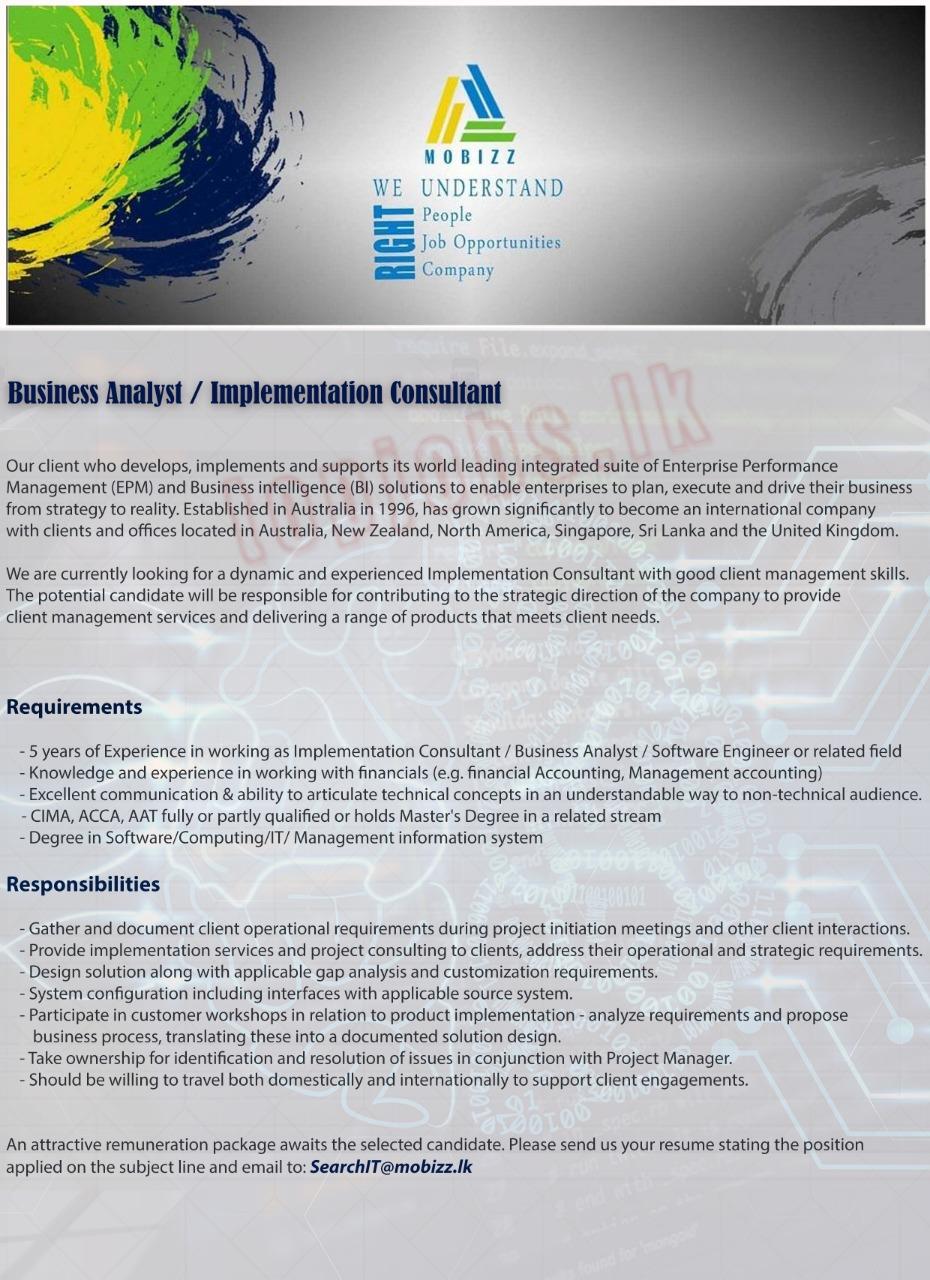 MOBIZZ
WE UNDERSTAND
RIGHT
People
Job Opportunities
Company
Business Analyst / Implementation Consultant
Our client who develops, implements and supports its world leading integrated suite of Enterprise Performance
Management (EPM) and Business intelligence (BI) solutions to enable enterprises to plan, execute and drive their business
from strategy to reality. Established in Australia in 1996, has grown significantly to become an international company
with clients and offices located in Australia, New Zealand, North America, Singapore, Sri Lanka and the United Kingdom.
We are currently looking for a dynamic and experienced Implementation Consultant with good client management skills.
The potential candidate will be responsible for contributing to the strategic direction of the company to provide
client management services and delivering a range of products that meets client needs.
Requirements
- 5 years of Experience in working as Implementation Consultant / Business Analyst / Software Engineer or related field
- Knowledge and experience in working with financials (e.g. financial Accounting, Management accounting)
- Excellent communication & ability to articulate technical concepts in an understandable way to non-technical audience.
- CIMA, ACCA, AAT fully or partly qualified or holds Master's Degree in a related stream
- Degree in Software/Computing/IT/ Management information system
Responsibilities
- Gather and document client operational requirements during project initiation meetings and other client interactions.
- Provide implementation services and project consulting to clients, address their operational and strategic requirements.
- Design solution along with applicable gap analysis and customization requirements.
- System configuration including interfaces with applicable source system.
- Participate in customer workshops in relation to product implementation - analyze requirements and propose
business process, translating these into a documented solution design.
- Take ownership for identification and resolution of issues in conjunction with Project Manager.
- Should be willing to travel both domestically and internationally to support client engagements.
An attractive remuneration package awaits the selected candidate. Please send us your resume stating the position
applied on the subject line and email to: SearchIT@mobizz.lk